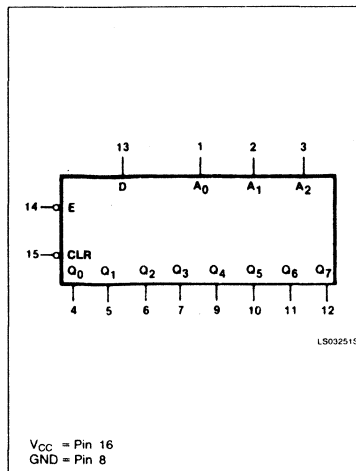 13 1 2 3
D A0 A1 A2
14 E
15 CLR
Q0 Q1 Q2 Q3 Q4 Q5 Q6 Q7
4 5 6 7 9 10 11 12
LS03251S
VCC = Pin 16
GND = Pin 8